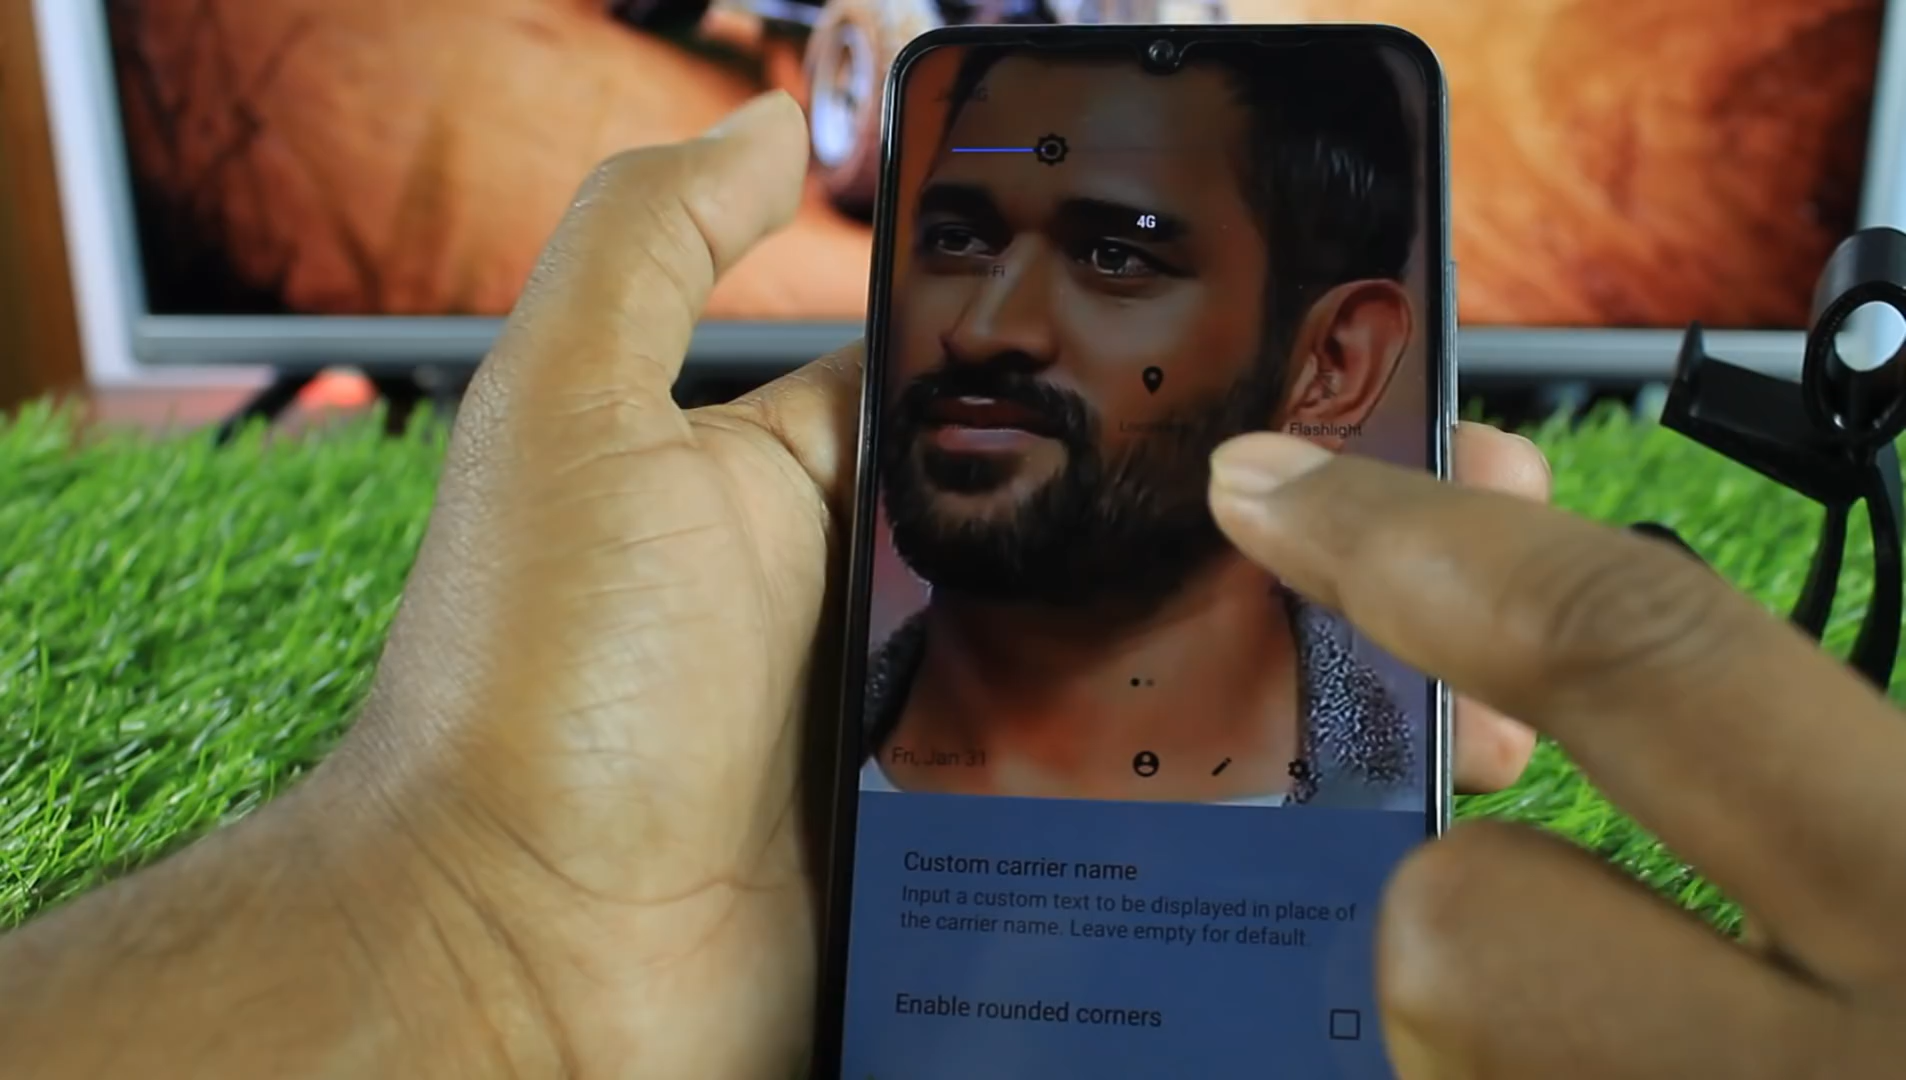 4G
Flashlight
Fri, Jan 31
Custom carrier name
Input a custom text to be displayed in place of
the carrier name. Leave empty for default.
Enable rounded corners